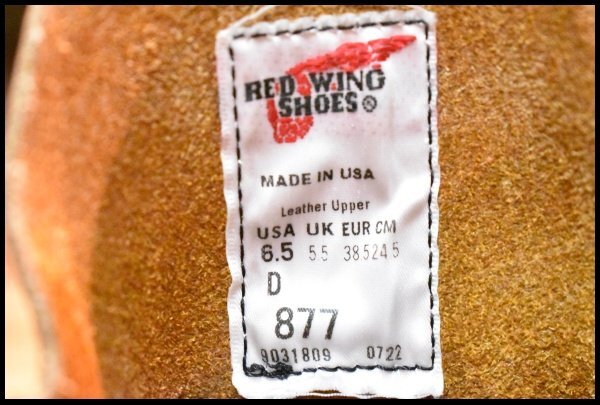 RED WING
SHOES®
MADE IN USA
Leather Upper
USA UK EUR CM
6.5 5.5 38.5 24.5
D
877
9031809 0722